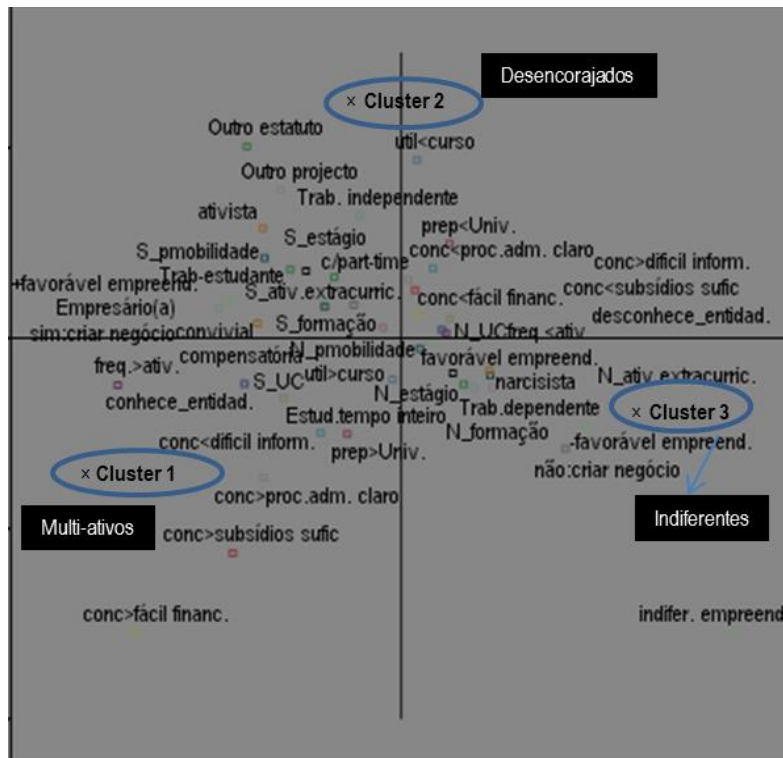 Desencorajados
× Cluster 2
Outro estatuto
util<curso
Outro projecto
Trab. independente
ativista
prep<Univ.
S_estágio
S_pmobilidade
conc<proc.adm. claro
c/part-time
conc>difícil inform.
Trab-estudante
+favorável empreend.
S_ativ.extracurric.
conc<fácil financ.
conc<subsídios sufic
Empresário(a)
desconhece_entidad.
sim:criar negócio
convivial
S_formação
N_UC
freq.<ativ
compensatória
N_pmobilidade
favorável empreend.
freq.>ativ.
S_UC
util>curso
narcisista
N_ativ.extracurric.
conhece_entidad.
N_estágio
Estud.tempo inteiro
Trab.dependente
× Cluster 3
N_formação
conc<difícil inform.
prep>Univ.
-favorável empreend.
não:criar negócio
× Cluster 1
conc>proc.adm. claro
Multi-ativos
Indiferentes
conc>subsídios sufic
conc>fácil financ.
indifer. empreend